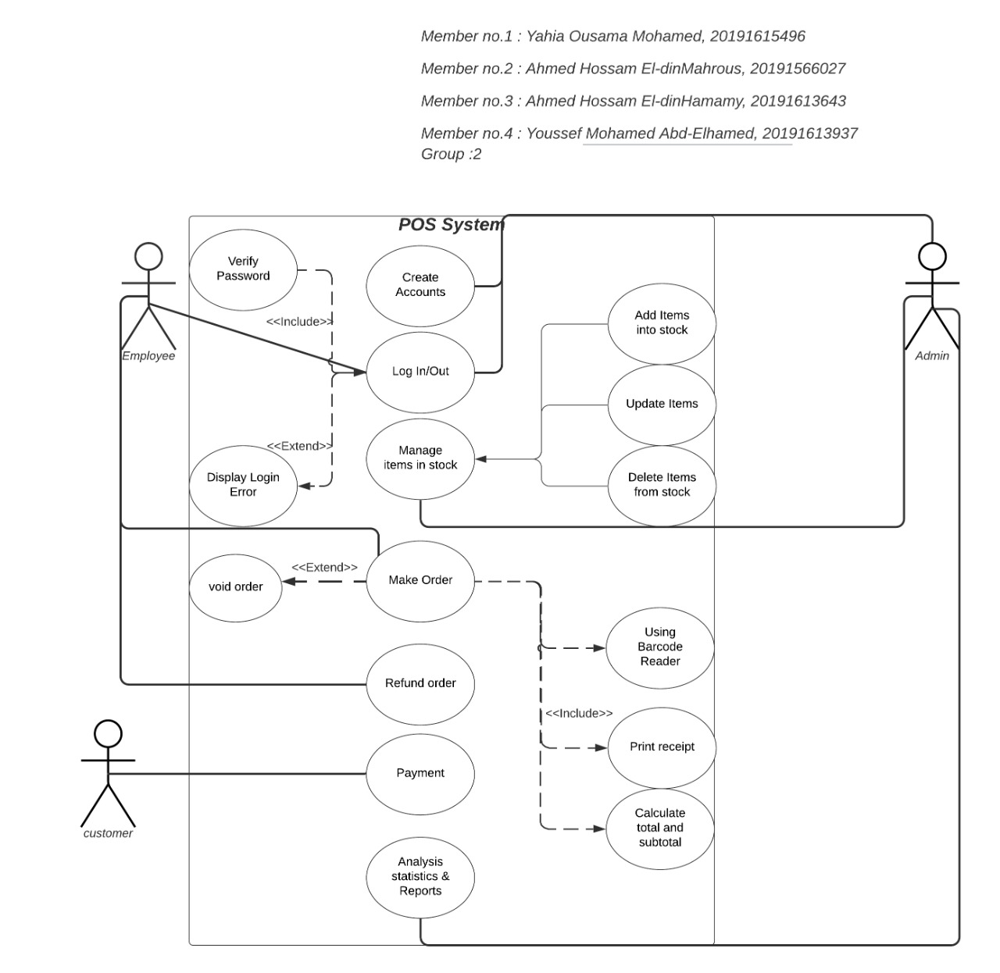 Member no.1 : Yahia Ousama Mohamed, 20191615496
Member no.2 : Ahmed Hossam El-dinMahrous, 20191566027
Member no.3 : Ahmed Hossam El-dinHamamy, 20191613643
Member no.4 : Youssef Mohamed Abd-Elhamed, 20191613937
Group :2
POS System
Verify
Password
Create
Accounts
<<Include>>
Add Items
into stock
Employee
Admin
Log In/Out
Update Items
<<Extend>>
Manage
items in stock
Display Login
Error
Delete Items
from stock
<<Extend>>
void order
Make Order
Using
Barcode
Reader
Refund order
<<Include>>
Print receipt
Payment
customer
Calculate
total and
subtotal
Analysis
statistics &
Reports